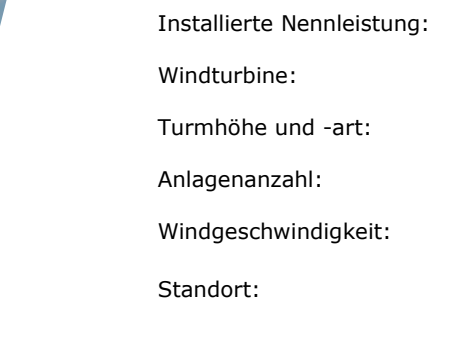 Installierte Nennleistung:
Windturbine:
Turmhöhe und -art:
Anlagenanzahl:
Windgeschwindigkeit:
Standort: